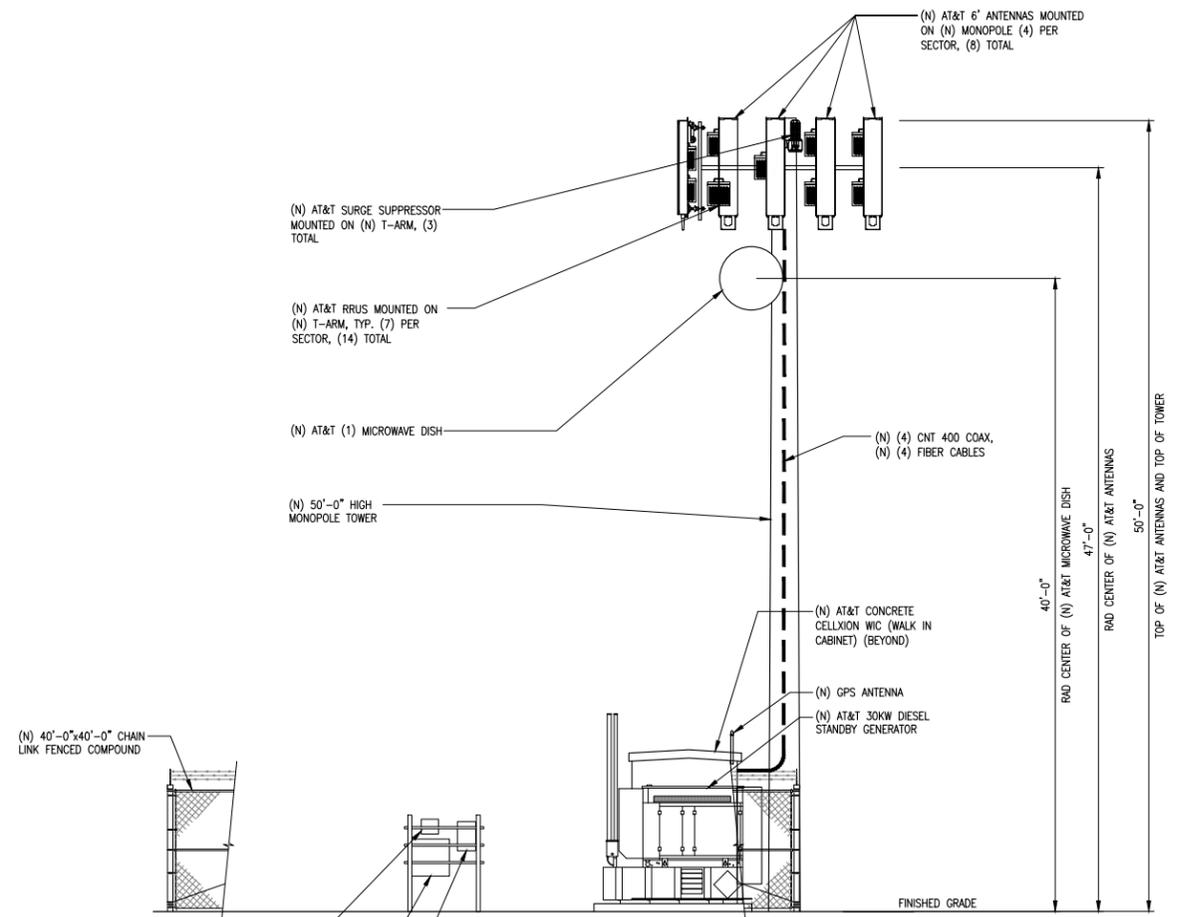 (N) AT&T 6' ANTENNAS MOUNTED
ON (N) MONOPOLE (4) PER
SECTOR, (8) TOTAL
(N) AT&T SURGE SUPPRESSOR
MOUNTED ON (N) T-ARM, (3)
TOTAL
(N) AT&T RRUS MOUNTED ON
(N) T-ARM, TYP. (7) PER
SECTOR, (14) TOTAL
(N) AT&T (1) MICROWAVE DISH
(N) (4) CNT 400 COAX,
(N) (4) FIBER CABLES
(N) 50'-0" HIGH
MONOPOLE TOWER
40'-0"
RAD CENTER OF (N) AT&T MICROWAVE DISH
47'-0"
RAD CENTER OF (N) AT&T ANTENNAS
50'-0"
TOP OF (N) AT&T ANTENNAS AND TOP OF TOWER
(N) AT&T CONCRETE
CELLXION WIC (WALK IN
CABINET) (BEYOND)
(N) GPS ANTENNA
(N) AT&T 30KW DIESEL
STANDBY GENERATOR
(N) 40'-0"x40'-0" CHAIN
LINK FENCED COMPOUND
FINISHED GRADE